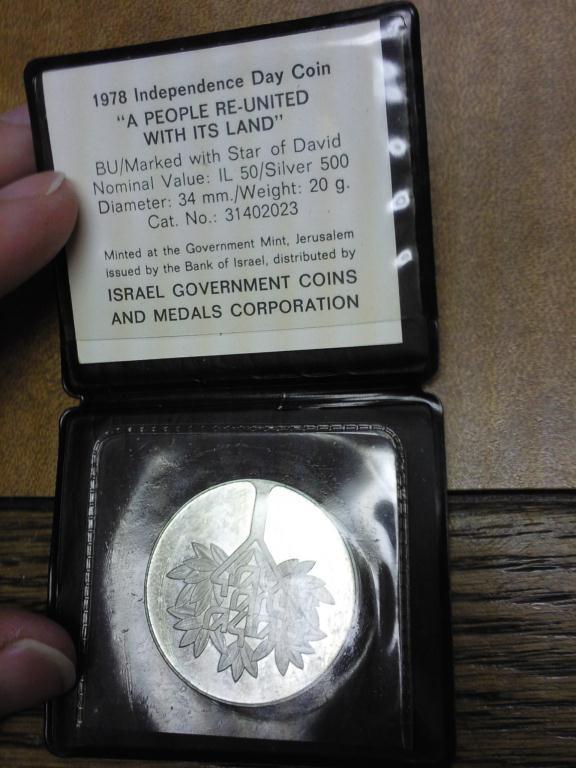 1978 Independence Day Coin
"A PEOPLE RE-UNITED
WITH ITS LAND"
BU/Marked with Star of David
Nominal Value: IL 50/Silver 500
Diameter: 34 mm./Weight: 20 g.
Cat. No.: 31402023
Minted at the Government Mint, Jerusalem
issued by the Bank of Israel, distributed by
ISRAEL GOVERNMENT COINS
AND MEDALS CORPORATION